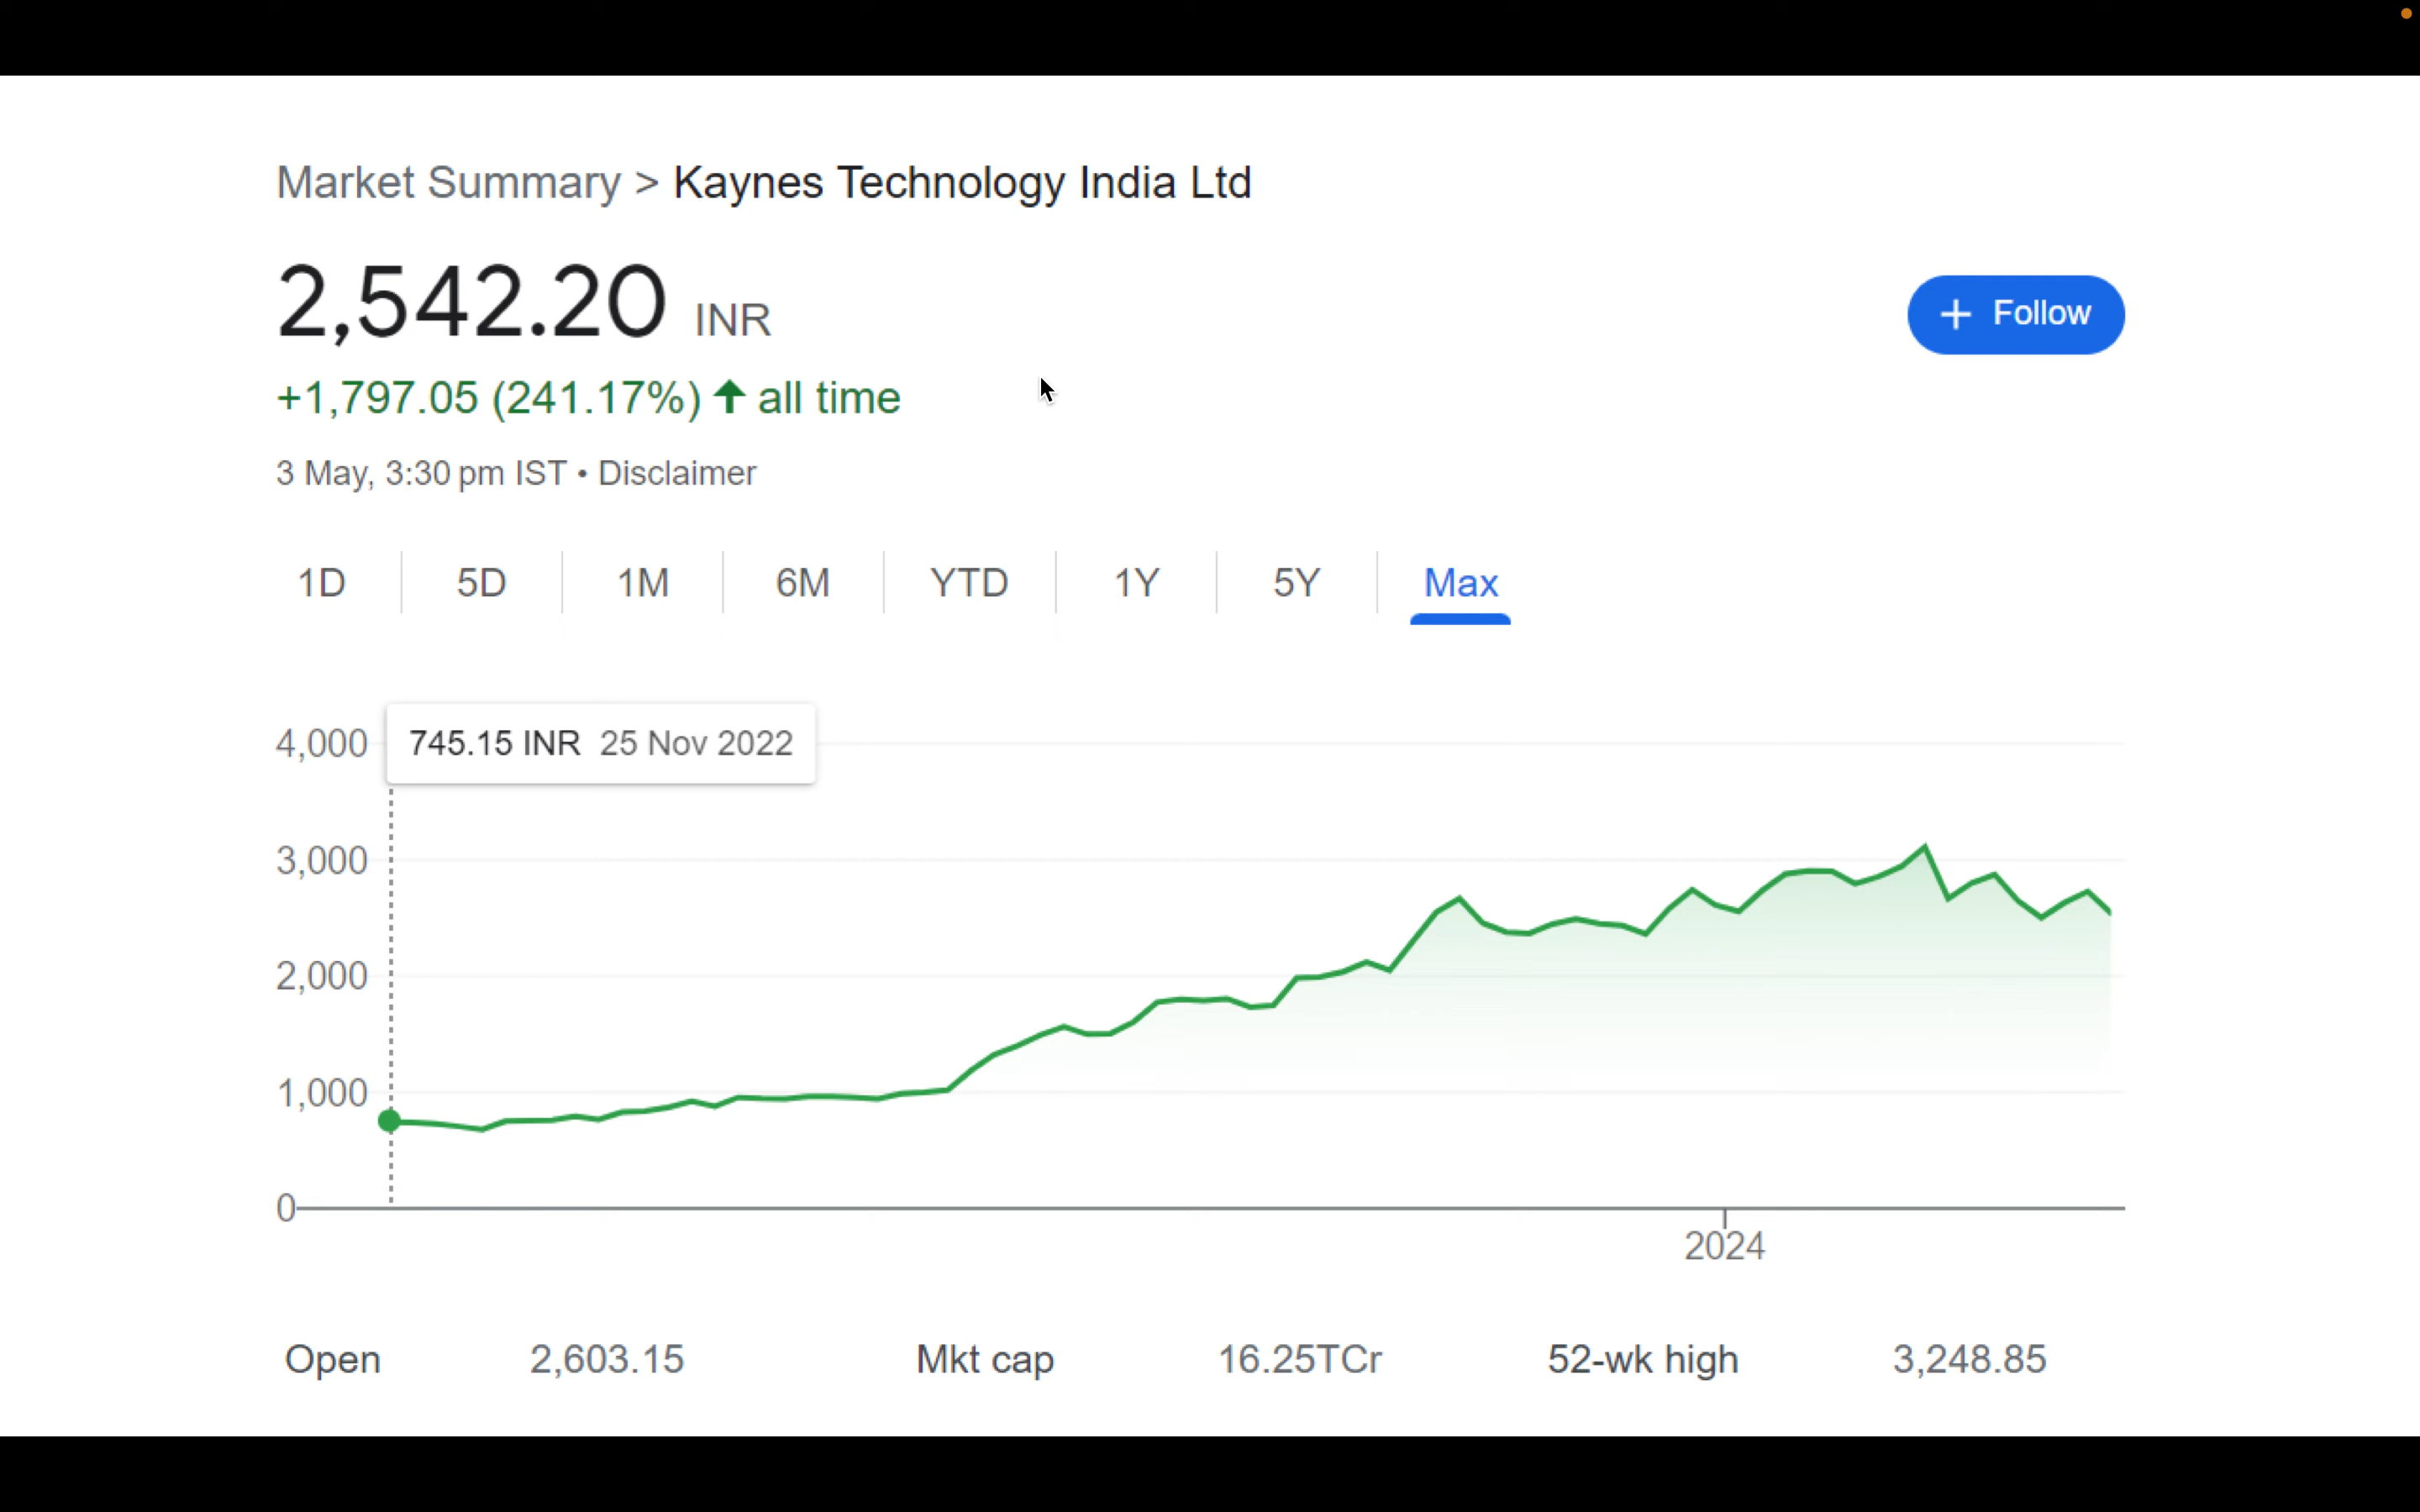 Market Summary > Kaynes Technology India Ltd
2,542.20 INR
+ Follow
+1,797.05 (241.17%) ↑ all time
3 May, 3:30 pm IST • Disclaimer
1D 5D 1M 6M YTD 1Y 5Y Max
745.15 INR 25 Nov 2022
4,000
3,000
2,000
1,000
0
2024
Open 2,603.15 Mkt cap 16.25TCr 52-wk high 3,248.85